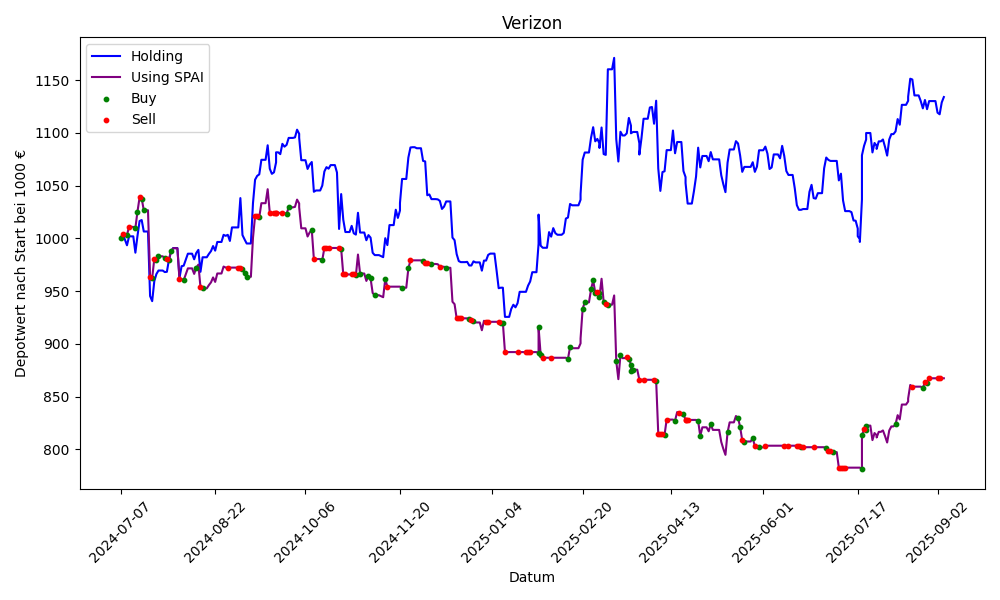 Verizon
Holding
Using SPAI
Buy
Sell
Depotwert nach Start bei 1000 €
1150
1100
1050
1000
950
900
850
800
2024-07-07
2024-08-22
2024-10-06
2024-11-20
2025-01-04
2025-02-20
2025-04-13
2025-06-01
2025-07-17
2025-09-02
Datum